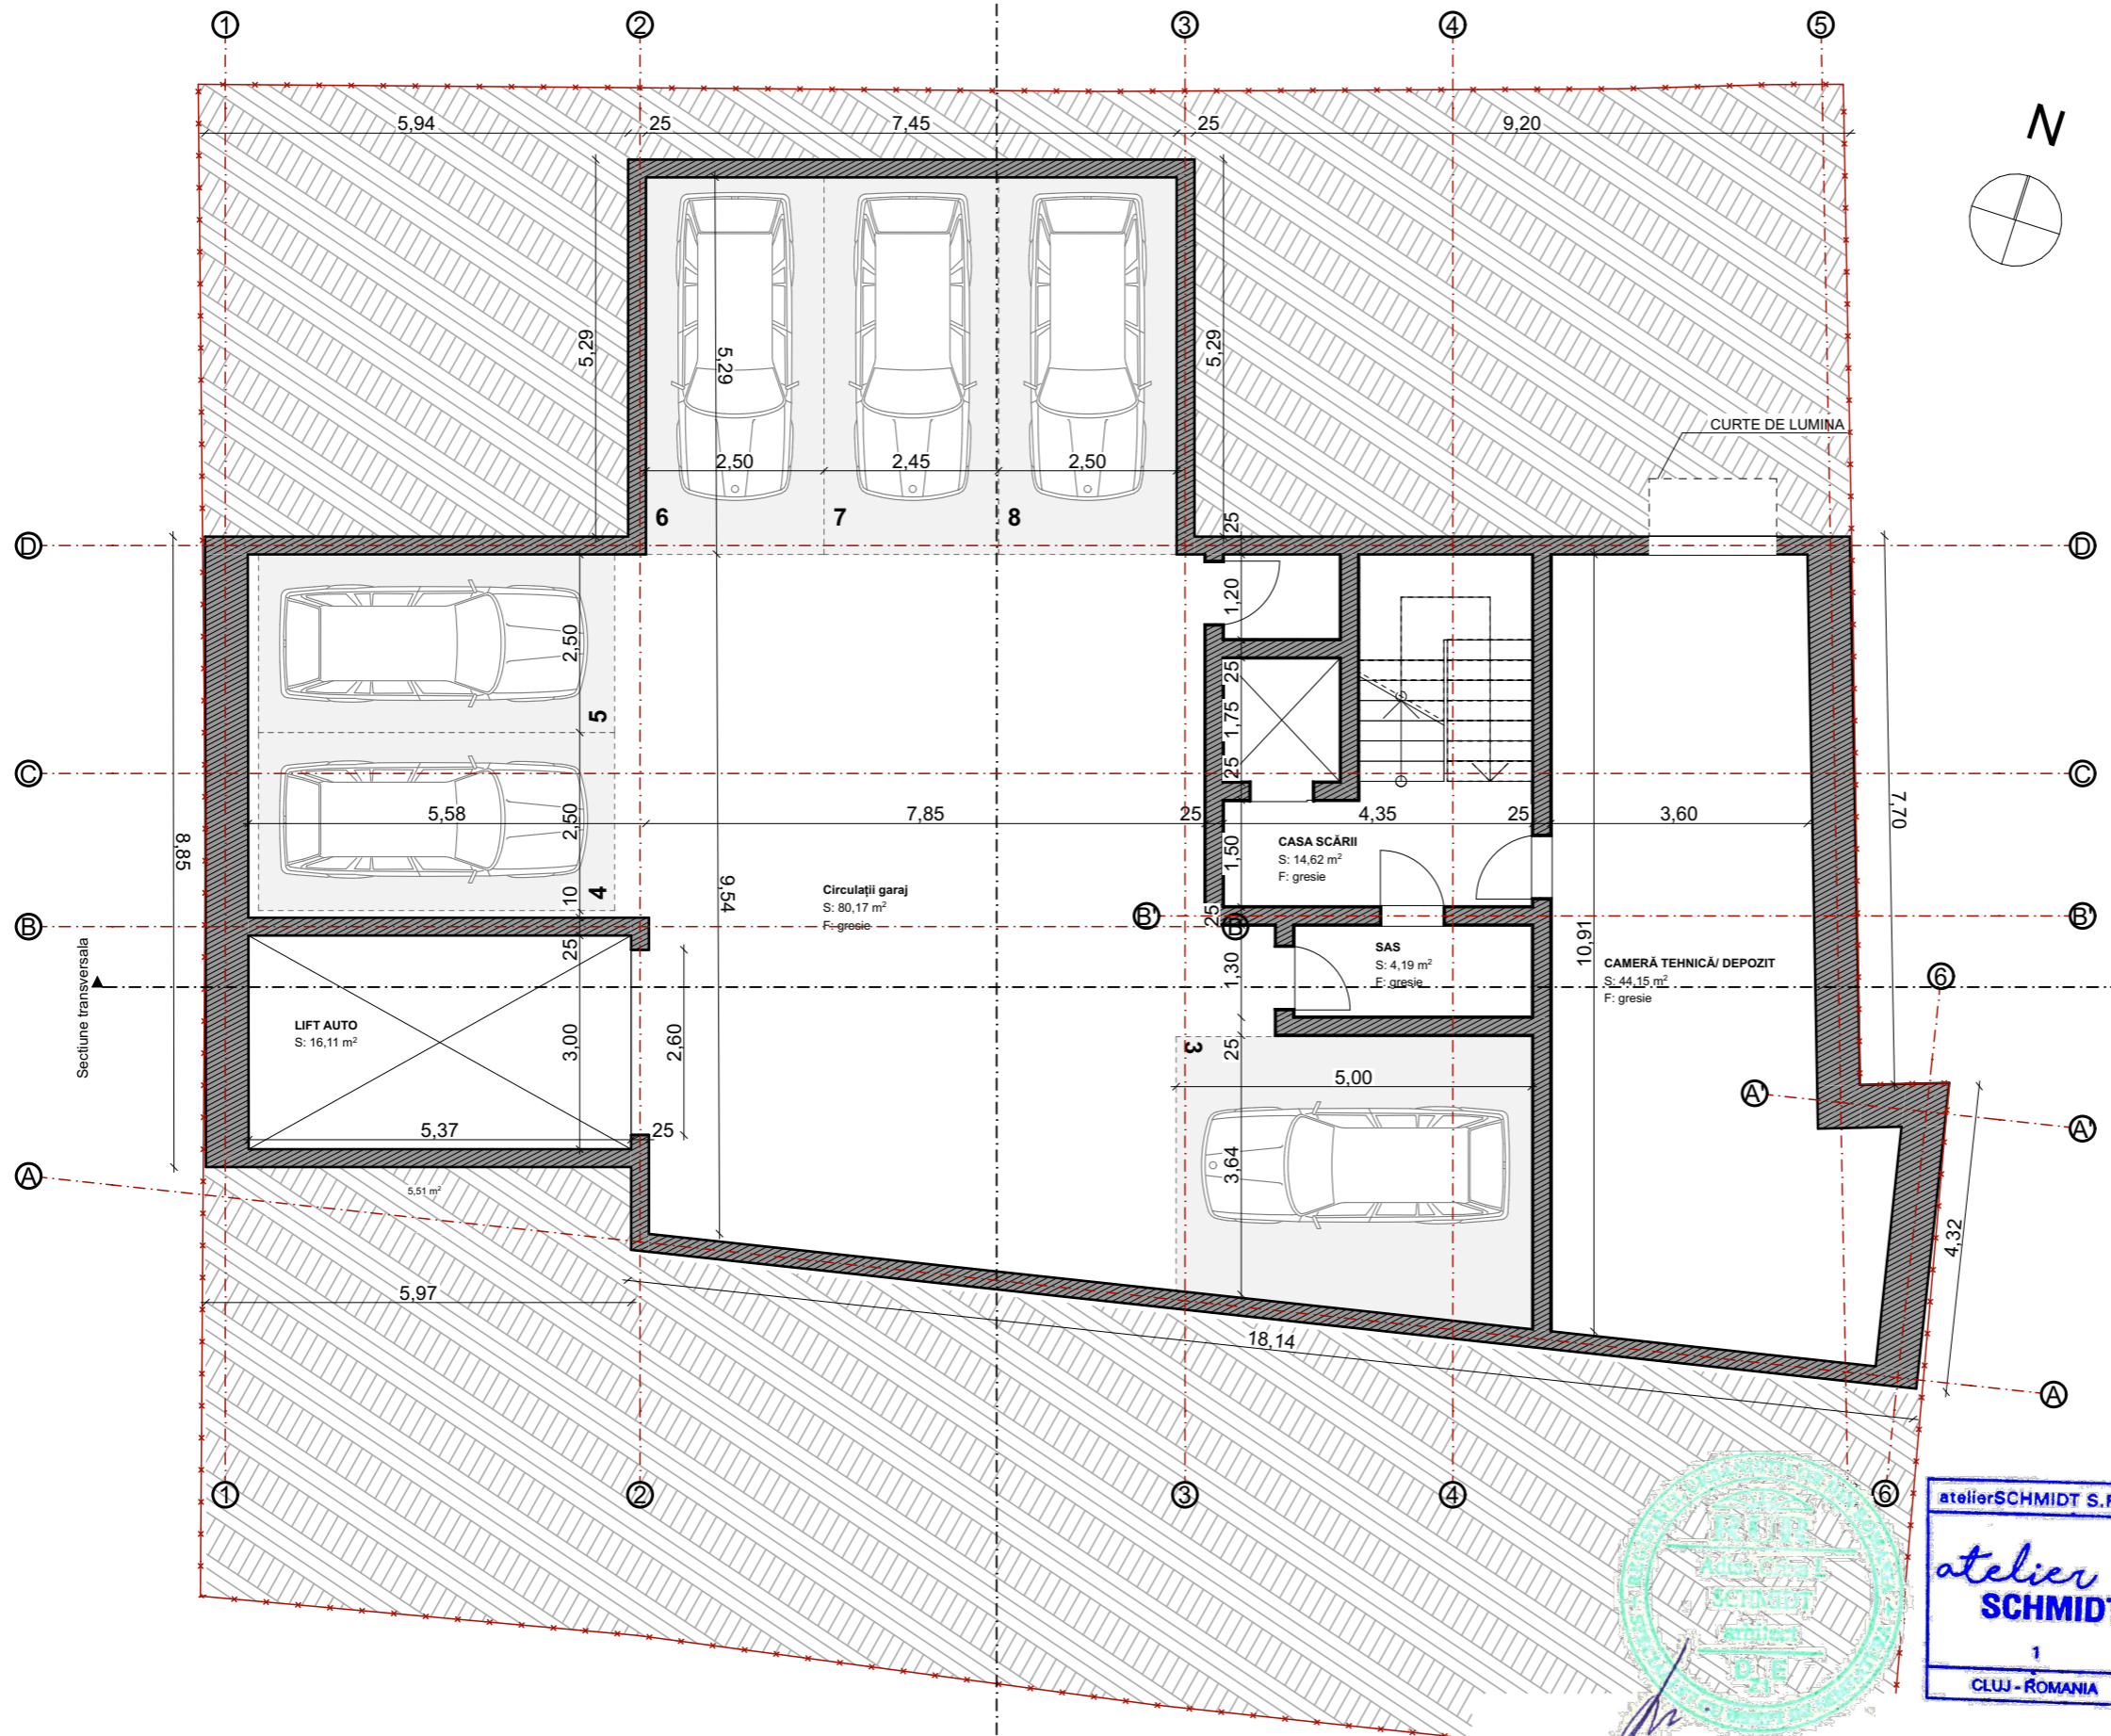 1
2
3
4
5
N
5,94
25
7,45
25
9,20
5,29
5,29
5,29
CURTE DE LUMINA
2,50
2,45
2,50
6
7
8
25
D
D
1,20
2,50
5
25
1,75
25
C
C
5,58
7,85
25
4,35
25
3,60
7,70
8,85
2,50
10
4
9,54
Circulații garaj
S: 80,17 m²
F: gresie
CASA SCĂRII
S: 14,62 m²
F: gresie
1,50
B
B'
25
B
B'
Sectiune transversala
25
SAS
S: 4,19 m²
F: gresie
1,30
10,91
CAMERĂ TEHNICĂ/ DEPOZIT
S: 44,15 m²
F: gresie
6
LIFT AUTO
S: 16,11 m²
3,00
2,60
3
25
5,00
A'
A'
5,37
25
3,64
A
5,51 m²
4,32
5,97
18,14
A
1
2
3
4
6
RUR
SCHMIDT
arhitect
D E
atelierSCHMIDT S.R
atelier
SCHMIDT
1
CLUJ - ROMANIA